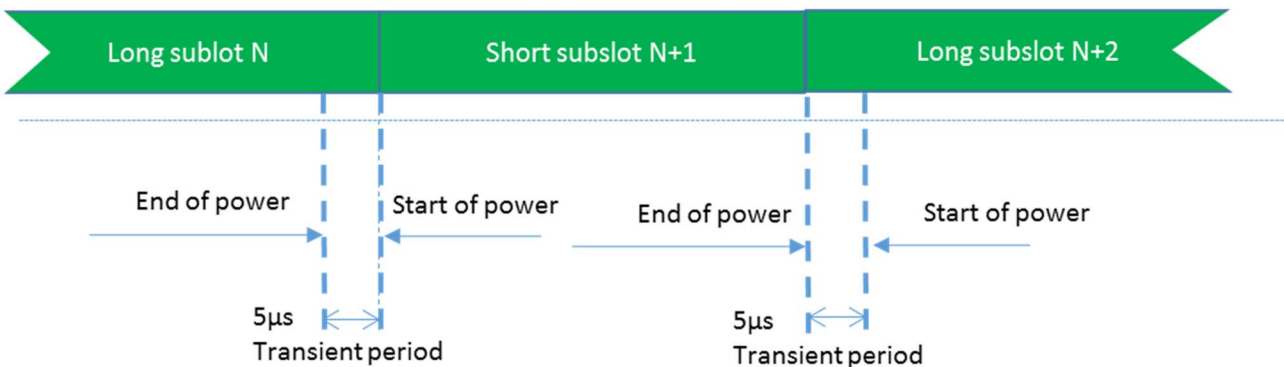 Long sublot N
Short subslot N+1
Long subslot N+2
End of power
Start of power
End of power
Start of power
5µs
Transient period
5µs
Transient period